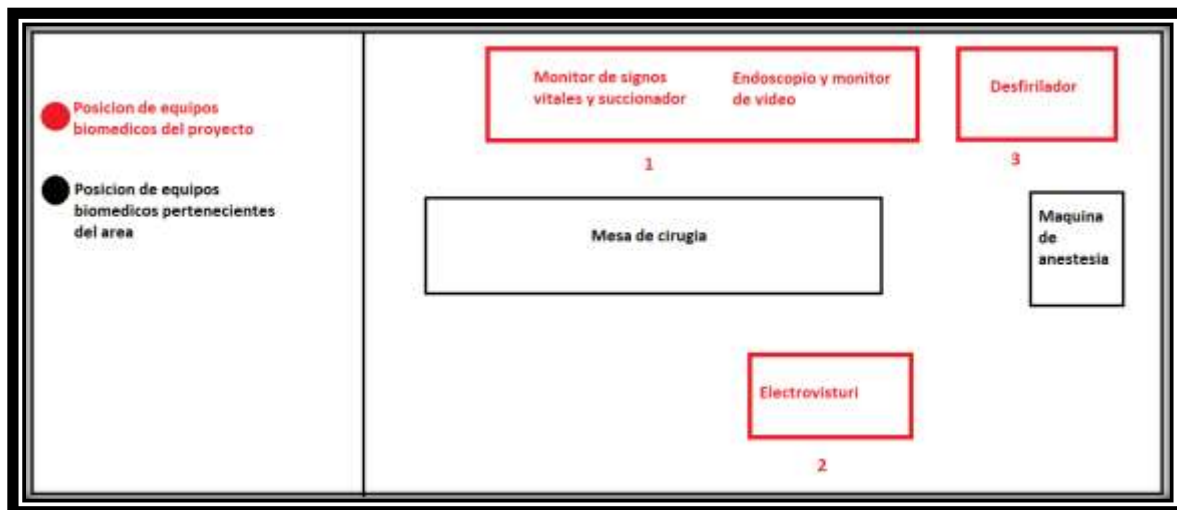 Posicion de equipos
biomedicos del proyecto
Posicion de equipos
biomedicos pertenecientes
del area
Monitor de signos
vitales y succionador
Endoscopio y monitor
de video
1
Desfirilador
3
Mesa de cirugia
Maquina
de
anestesia
Electrovisturi
2